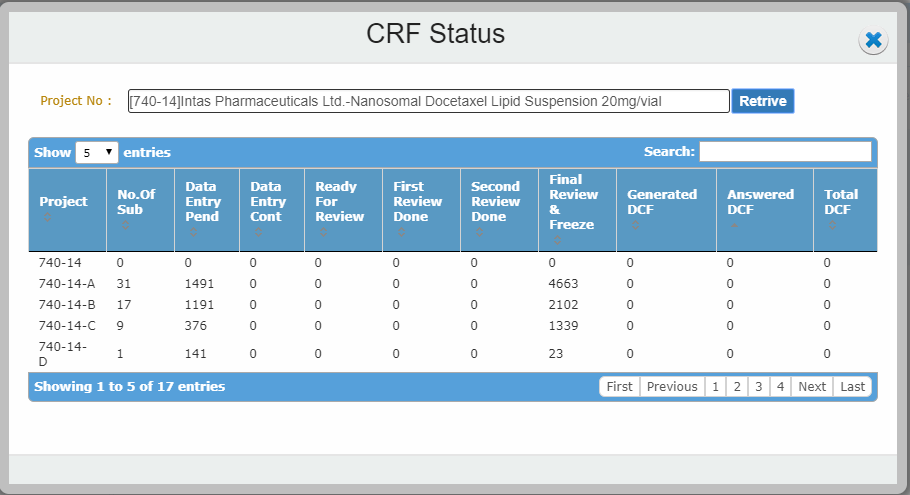 CRF Status
Project No : [740-14]Intas Pharmaceuticals Ltd.-Nanosomal Docetaxel Lipid Suspension 20mg/vial Retrive
Show 5 entries Search:
Project No.Of Sub Data Entry Pend Data Entry Cont Ready For Review First Review Done Second Review Done Final Review & Freeze Generated DCF Answered DCF Total DCF
740-14 0 0 0 0 0 0 0 0 0 0
740-14-A 31 1491 0 0 0 0 4663 0 0 0
740-14-B 17 1191 0 0 0 0 2102 0 0 0
740-14-C 9 376 0 0 0 0 1339 0 0 0
740-14-D 1 141 0 0 0 0 23 0 0 0
Showing 1 to 5 of 17 entries First Previous 1 2 3 4 Next Last